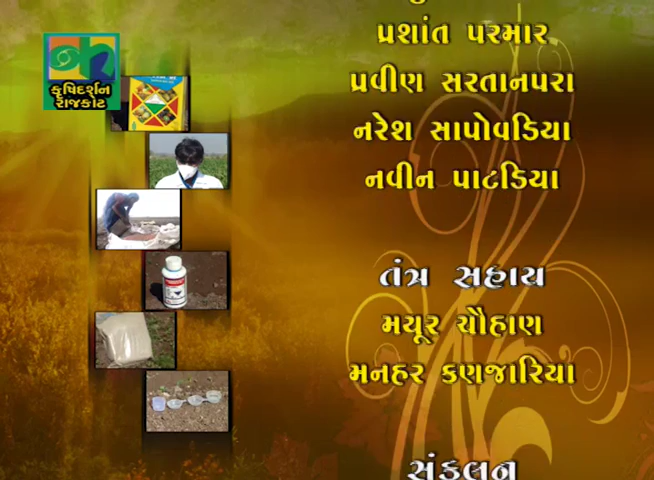 કૃષિદર્શન
રાજકોટ
પ્રશાંત પરમાર
પ્રવીણ સરતાનપરા
નરેશ સાપોવડિયા
નવીન પાટડિયા
તંત્ર સહાય
મયૂર ચૌહાણ
મનહર કણજારિયા
સંકલન